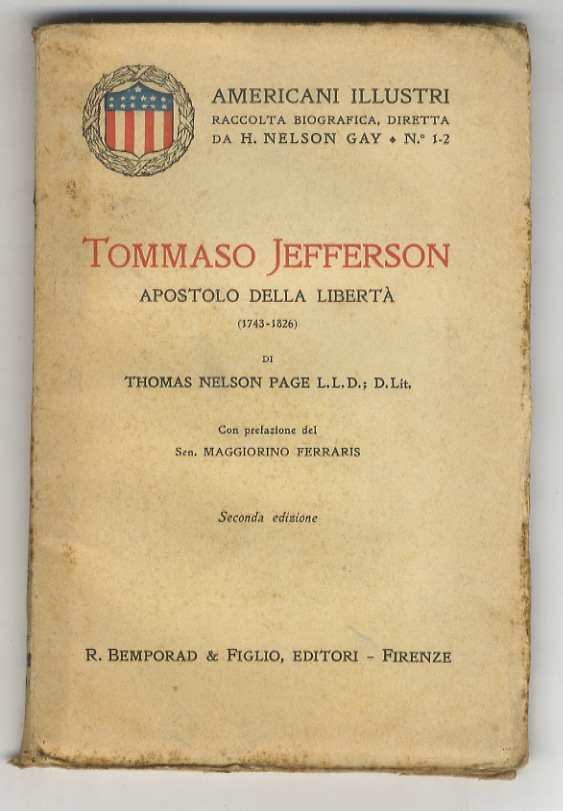 AMERICANI ILLUSTRI
RACCOLTA BIOGRAFICA, DIRETTA
DA H. NELSON GAY ♦ N.º 1-2
TOMMASO JEFFERSON
APOSTOLO DELLA LIBERTÀ
(1743-1826)
DI
THOMAS NELSON PAGE L.L.D.; D.Lit.
Con prefazione del
Sen. MAGGIORINO FERRARIS
Seconda edizione
R. BEMPORAD & FIGLIO, EDITORI - FIRENZE